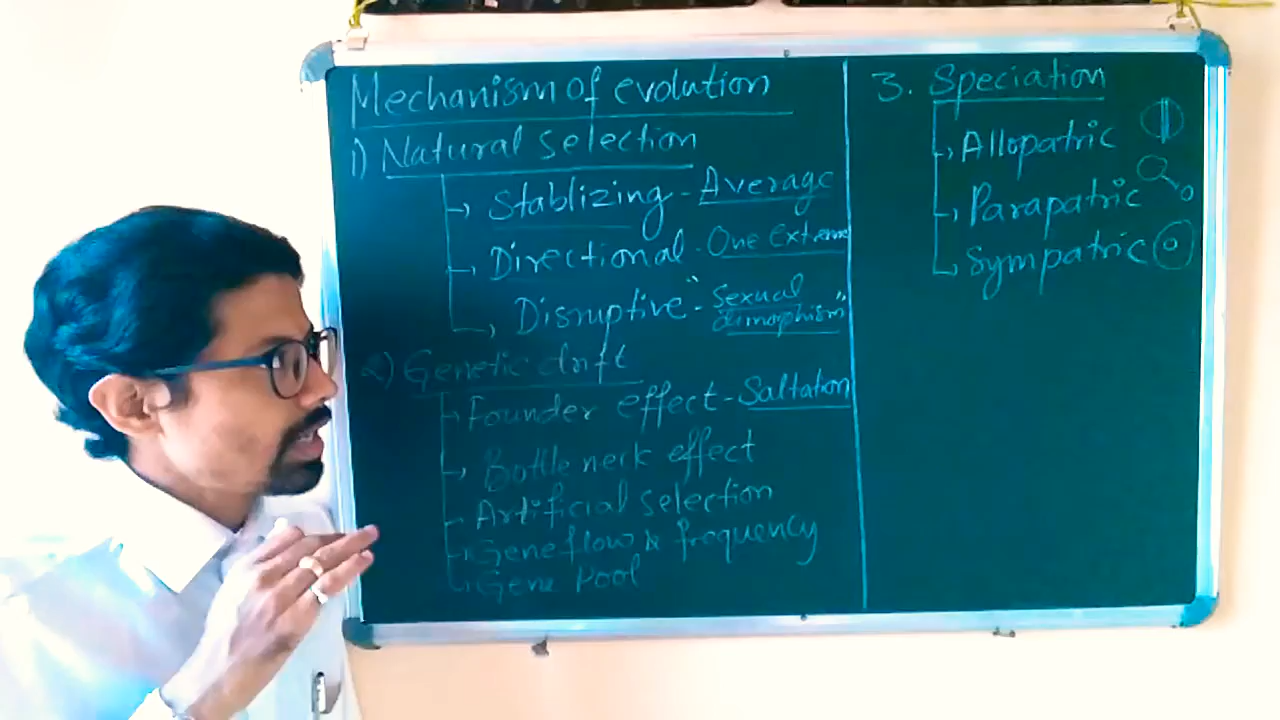 Mechanism of evolution
1) Natural selection
Stablizing - Average
Directional - One Extreme
Disruptive - "Sexual
dimorphism"
2) Genetic drift
Founder effect - Saltation
Bottle neck effect
Artificial selection
Gene flow & frequency
Gene Pool
3. Speciation
Allopatric
Parapatric
Sympatric